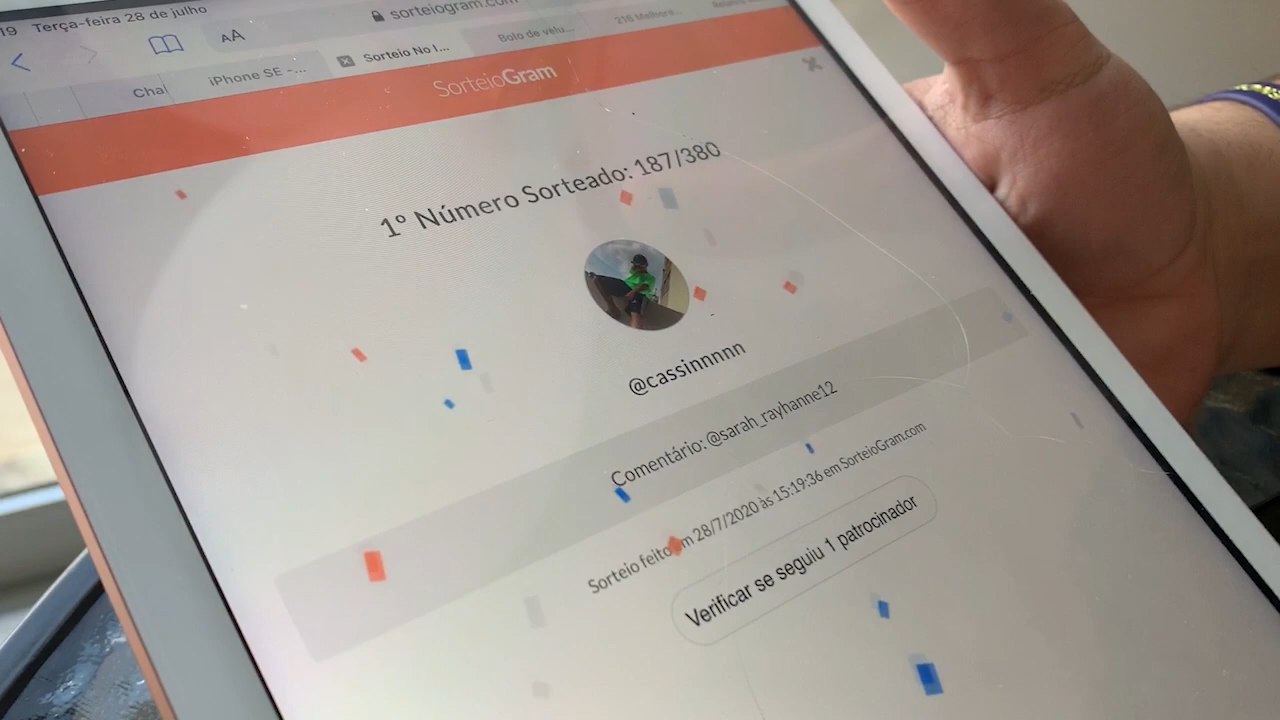 19 Terça-feira 28 de julho
sorteiogram.com
AA
Cha
iPhone SE -...
Sorteio No I...
Bolo de velu...
216 Melhore...
SorteioGram
1º Número Sorteado: 187/380
@cassinnnnn
Comentário: @sarah_rayhanne12
Sorteio feito em 28/7/2020 às 15:19:36 em SorteioGram.com
Verificar se seguiu 1 patrocinador